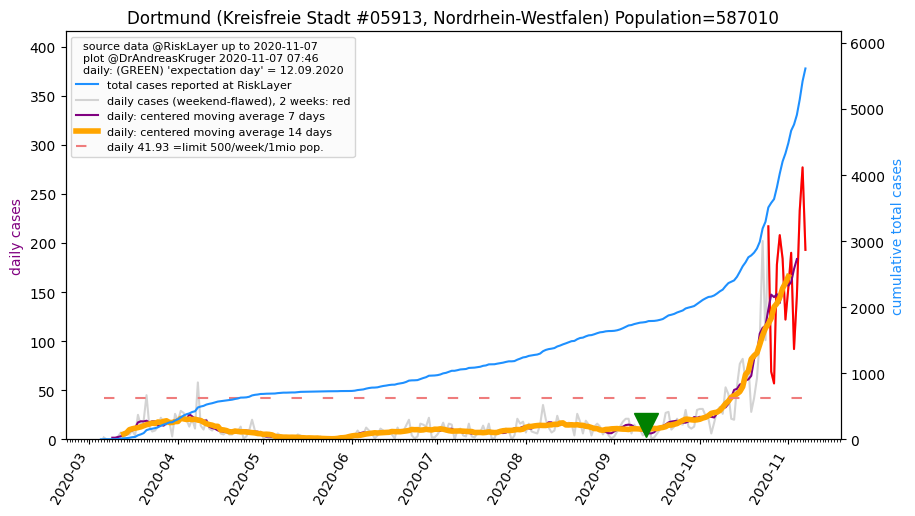 Dortmund (Kreisfreie Stadt #05913, Nordrhein-Westfalen) Population=587010
source data @RiskLayer up to 2020-11-07
plot @DrAndreasKruger 2020-11-07 07:46
daily: (GREEN) 'expectation day' = 12.09.2020
total cases reported at RiskLayer
daily cases (weekend-flawed), 2 weeks: red
daily: centered moving average 7 days
daily: centered moving average 14 days
daily 41.93 =limit 500/week/1mio pop.
daily cases
400
350
300
250
200
150
100
50
0
cumulative total cases
6000
5000
4000
3000
2000
1000
0
2020-03
2020-04
2020-05
2020-06
2020-07
2020-08
2020-09
2020-10
2020-11